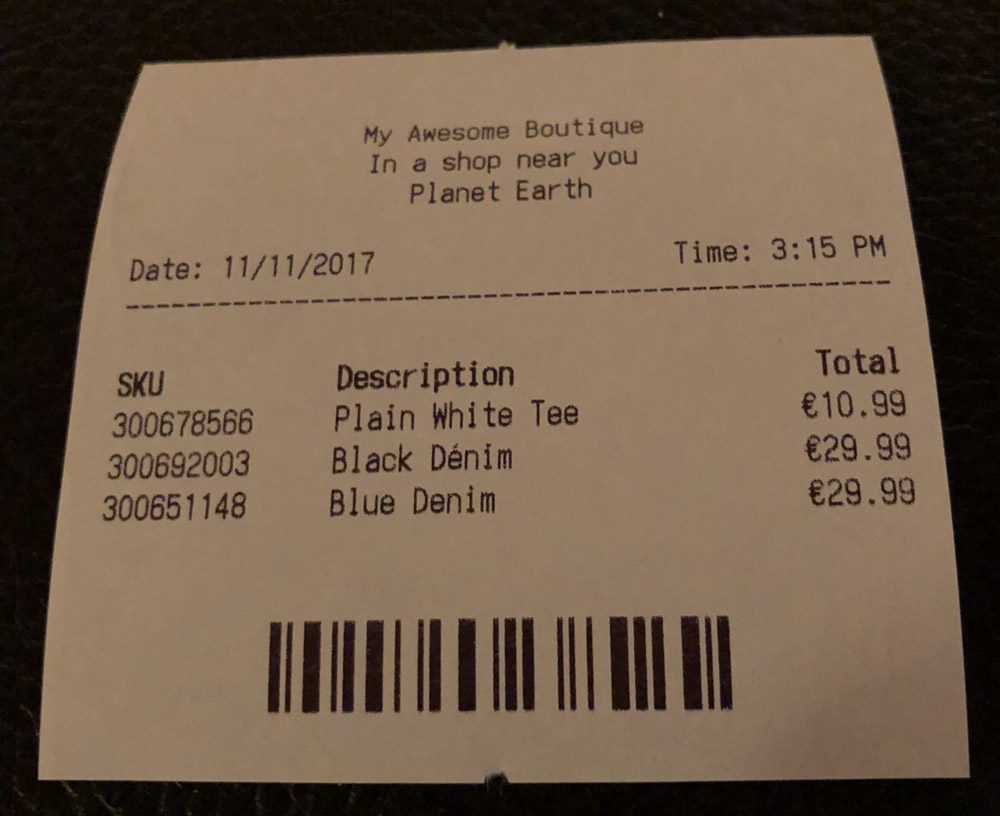 My Awesome Boutique
In a shop near you
Planet Earth
Date: 11/11/2017 Time: 3:15 PM
--------------------------------------------------
SKU Description Total
300678566 Plain White Tee €10.99
300692003 Black Dénim €29.99
300651148 Blue Denim €29.99